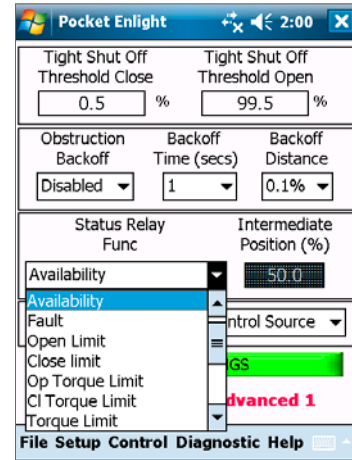 Pocket Enlight 2:00
Tight Shut Off Tight Shut Off
Threshold Close Threshold Open
0.5 % 99.5 %
Obstruction Backoff Backoff
Backoff Time (secs) Distance
Disabled 1 0.1%
Status Relay Intermediate
Func Position (%)
Availability 50.0
Availability
Fault
Open Limit ntrol Source
Close limit
Op Torque Limit GS
Cl Torque Limit dvanced 1
Torque Limit
File Setup Control Diagnostic Help